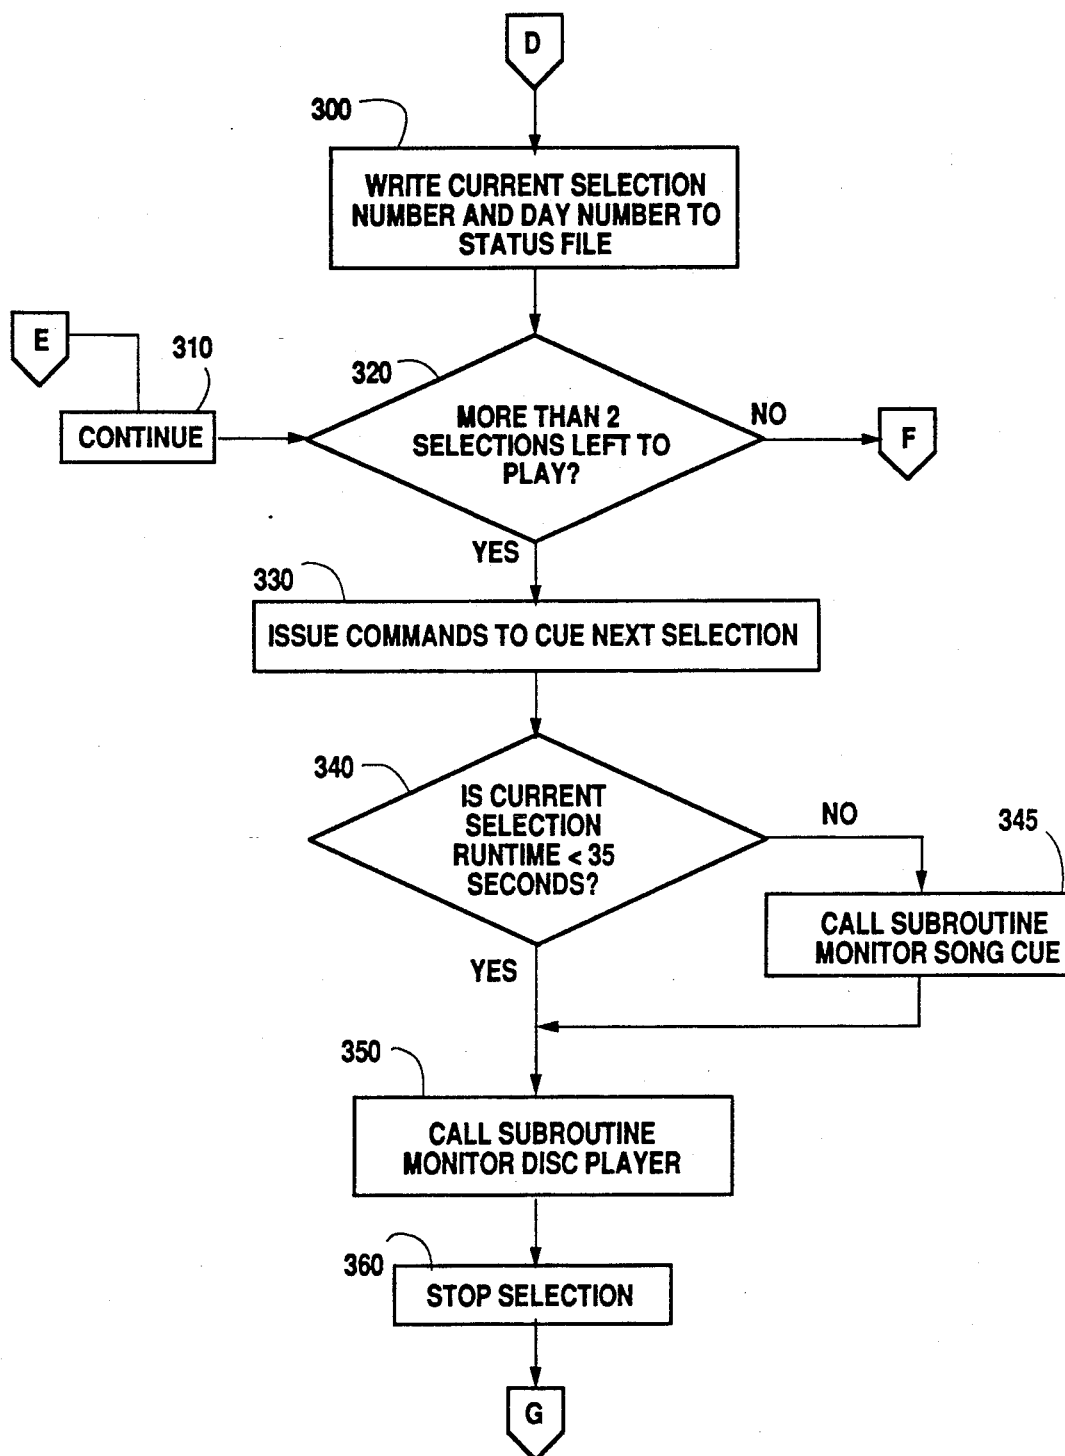 D
300
WRITE CURRENT SELECTION
NUMBER AND DAY NUMBER TO
STATUS FILE
E
310
CONTINUE
320
MORE THAN 2
SELECTIONS LEFT TO
PLAY?
NO
F
YES
330
ISSUE COMMANDS TO CUE NEXT SELECTION
340
IS CURRENT
SELECTION
RUNTIME < 35
SECONDS?
NO
345
CALL SUBROUTINE
MONITOR SONG CUE
YES
350
CALL SUBROUTINE
MONITOR DISC PLAYER
360
STOP SELECTION
G